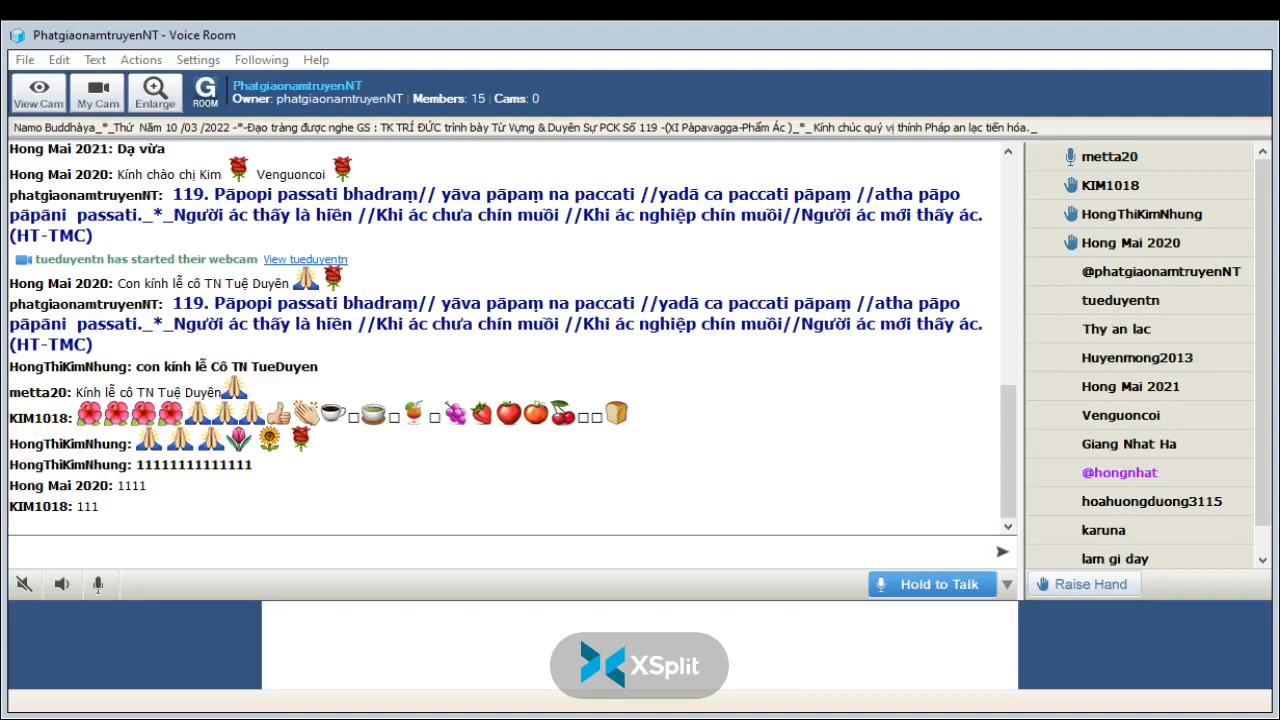 PhatgiaonamtruyenNT - Voice Room
File Edit Text Actions Settings Following Help
View Cam
My Cam
Enlarge
G ROOM
PhatgiaonamtruyenNT
Owner: phatgiaonamtruyenNT | Members: 15 | Cams: 0
Namo Buddhàya_*_Thứ Năm 10 /03 /2022 -*-Đạo tràng được nghe GS : TK TRÍ ĐỨC trình bày Từ Vựng & Duyên Sự PCK Số 119 -(XI Pàpavagga-Phẩm Ác )_*_ Kính chúc quý vị thính Pháp an lạc tiến hóa._
Hong Mai 2021: Dạ vừa
Hong Mai 2020: Kính chào chị Kim Venguoncoi
phatgiaonamtruyenNT: 119. Pāpopi passati bhadraṃ// yāva pāpaṃ na paccati //yadā ca paccati pāpaṃ //atha pāpo
pāpāni passati._*_Người ác thấy là hiền //Khi ác chưa chín muồi //Khi ác nghiệp chín muồi//Người ác mới thấy ác.
(HT-TMC)
tueduyentn has started their webcam View tueduyentn
Hong Mai 2020: Con kính lễ cô TN Tuệ Duyên
phatgiaonamtruyenNT: 119. Pāpopi passati bhadraṃ// yāva pāpaṃ na paccati //yadā ca paccati pāpaṃ //atha pāpo
pāpāni passati._*_Người ác thấy là hiền //Khi ác chưa chín muồi //Khi ác nghiệp chín muồi//Người ác mới thấy ác.
(HT-TMC)
HongThiKimNhung: con kính lễ Cô TN TueDuyen
metta20: Kính lễ cô TN Tuệ Duyên
KIM1018:
HongThiKimNhung:
HongThiKimNhung: 11111111111111
Hong Mai 2020: 1111
KIM1018: 111
metta20
KIM1018
HongThiKimNhung
Hong Mai 2020
@phatgiaonamtruyenNT
tueduyentn
Thy an lac
Huyenmong2013
Hong Mai 2021
Venguoncoi
Giang Nhat Ha
@hongnhat
hoahuongduong3115
karuna
lam gi day
Hold to Talk
Raise Hand
XSplit